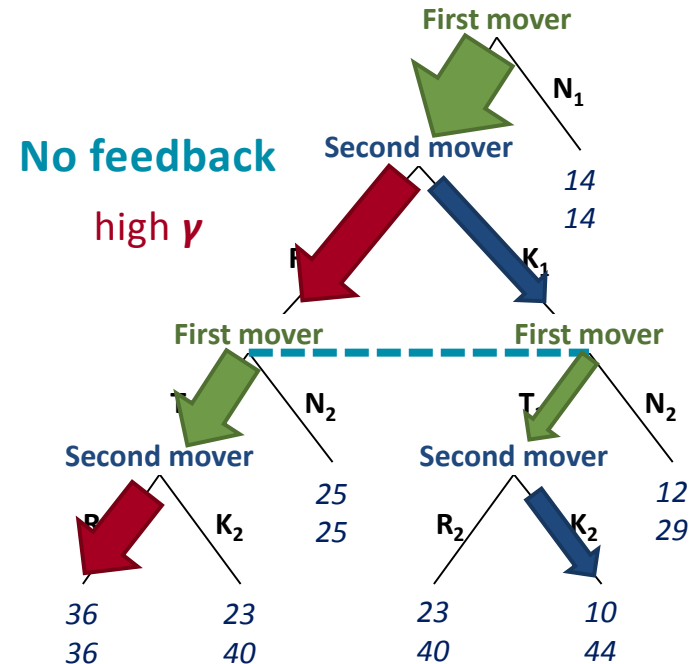 First mover
N₁
Second mover
No feedback
14
14
high γ
K₁
First mover
First mover
N₂
N₂
Second mover
Second mover
25
25
12
29
K₂
R₂
K₂
36
36
23
40
23
40
10
44